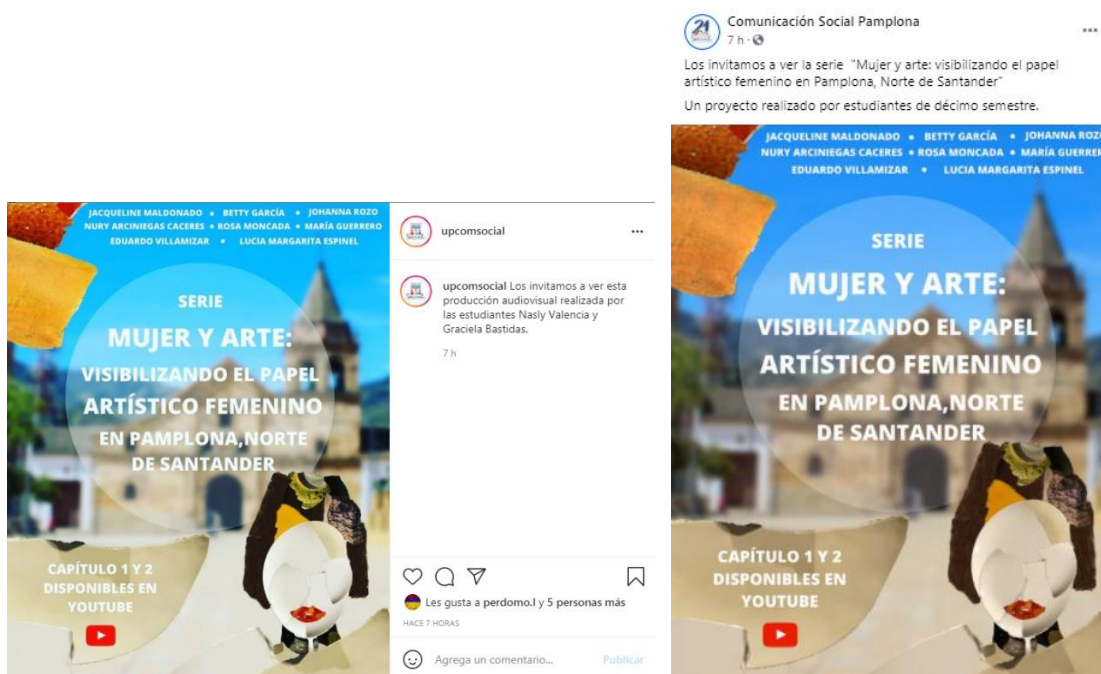 JACQUELINE MALDONADO • BETTY GARCÍA • JOHANNA ROZO
NURY ARCINIEGAS CACERES • ROSA MONCADA • MARÍA GUERRERO
EDUARDO VILLAMIZAR • LUCIA MARGARITA ESPINEL
SERIE
MUJER Y ARTE:
VISIBILIZANDO EL PAPEL
ARTÍSTICO FEMENINO
EN PAMPLONA,NORTE
DE SANTANDER
CAPÍTULO 1 Y 2
DISPONIBLES EN
YOUTUBE
upcomsocial
upcomsocial Los invitamos a ver esta
producción audiovisual realizada por
las estudiantes Nasly Valencia y
Graciela Bastidas.
7 h
Les gusta a perdomo.l y 5 personas más
HACE 7 HORAS
Agrega un comentario...
Publicar
21
Comunicación Social Pamplona
7 h ·
Los invitamos a ver la serie "Mujer y arte: visibilizando el papel
artístico femenino en Pamplona, Norte de Santander"
Un proyecto realizado por estudiantes de décimo semestre.
JACQUELINE MALDONADO • BETTY GARCÍA • JOHANNA ROZ
NURY ARCINIEGAS CACERES • ROSA MONCADA • MARÍA GUERRE
EDUARDO VILLAMIZAR • LUCIA MARGARITA ESPINEL
SERIE
MUJER Y ARTE:
VISIBILIZANDO EL PAPEL
ARTÍSTICO FEMENINO
EN PAMPLONA,NORTE
DE SANTANDER
CAPÍTULO 1 Y 2
DISPONIBLES EN
YOUTUBE